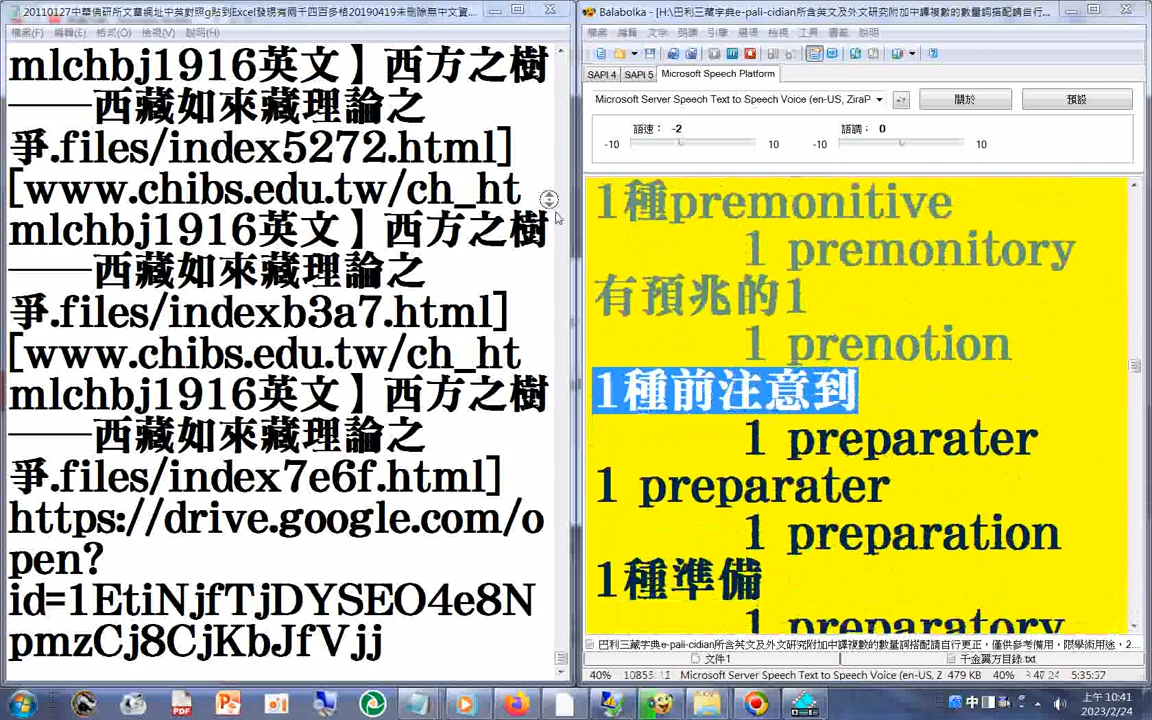 20110127中華佛研所文章網址中英對照g點到Excel發現有兩千四百多格20190419未刪除無中文資...
檔案(F) 編輯(E) 格式(O) 檢視(V) 說明(H)
mlchbj1916英文】西方之樹
——西藏如來藏理論之
爭.files/index5272.html]
[www.chibs.edu.tw/ch_ht
mlchbj1916英文】西方之樹
——西藏如來藏理論之
爭.files/indexb3a7.html]
[www.chibs.edu.tw/ch_ht
mlchbj1916英文】西方之樹
——西藏如來藏理論之
爭.files/index7e6f.html]
https://drive.google.com/o
pen?
id=1EtiNjfTjDYSEO4e8N
pmzCj8CjKbJfVjj
Balabolka - [H:\巴利三藏字典e-pali-cidian所含英文及外文研究附加中譯複數的數量詞搭配請自行...
檔案 編輯 文字 朗讀 引擎 選項 檢視 工具 書籤 說明
SAPI 4 SAPI 5 Microsoft Speech Platform
Microsoft Server Speech Text to Speech Voice (en-US, ZiraP
關於 預設
語速： -2 語調： 0
-10 10 -10 10
1種premonitive
1 premonitory
有預兆的1
1 prenotion
1種前注意到
1 preparater
1 preparater
1 preparation
1種準備
1 preparatory
巴利三藏字典e-pali-cidian所含英文及外文研究附加中譯複數的數量詞搭配請自行更正，僅供參考備用，限學術用途，2...
文件1 千金翼方目錄.txt
40% Microsoft Server Speech Text to Speech Voice (en-US, Z 479 KB 40% 5:35:57
中
上午 10:41
2023/2/24